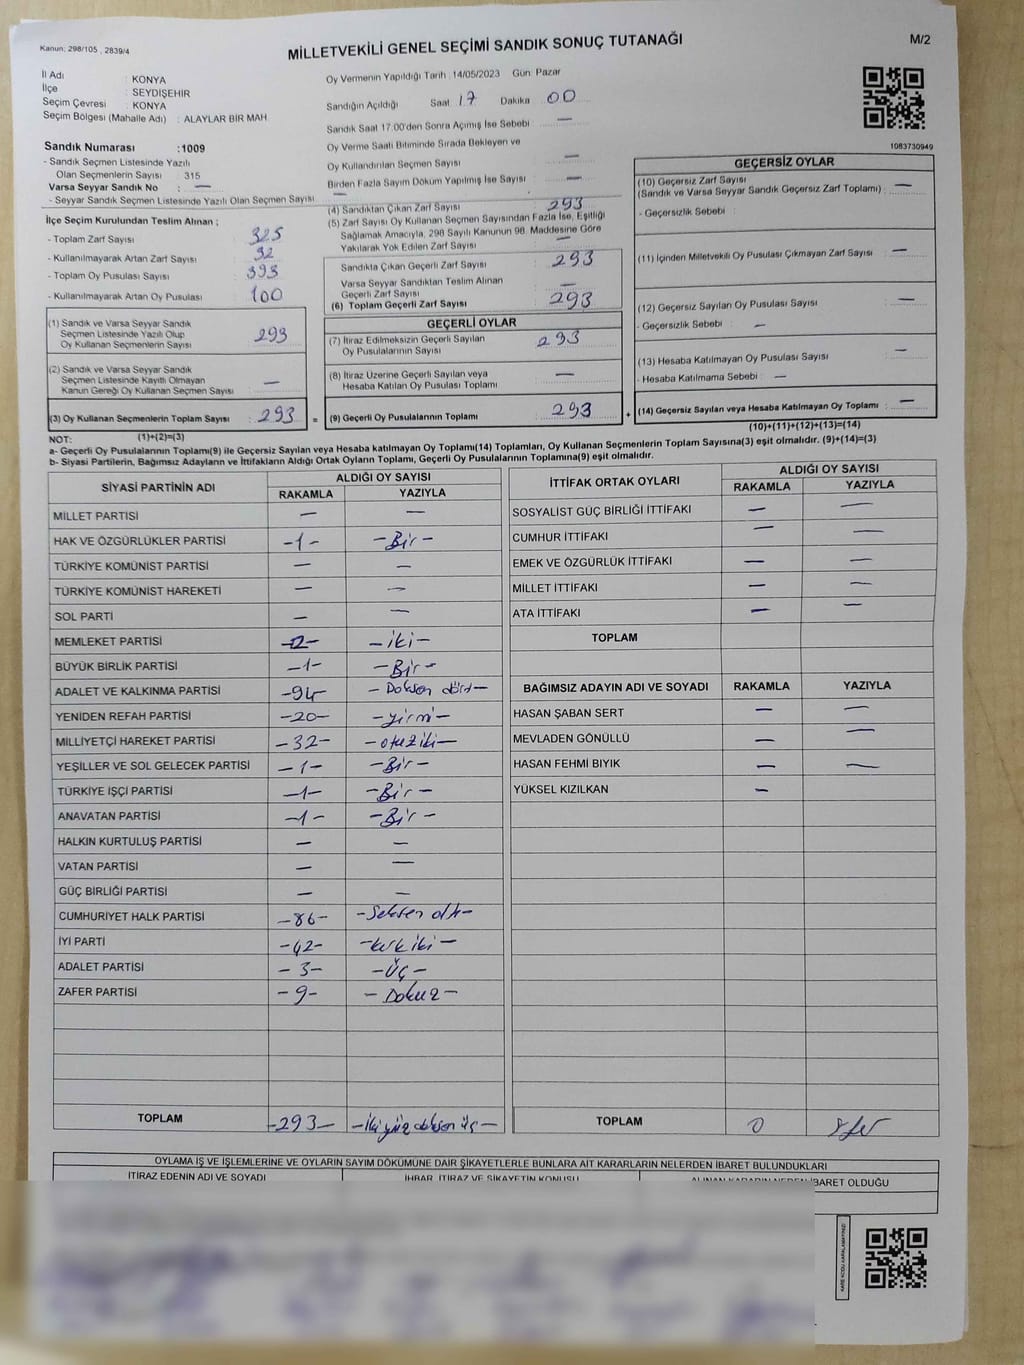 Kanun: 298/105 , 2839/4
MİLLETVEKİLİ GENEL SEÇİMİ SANDIK SONUÇ TUTANAĞI
M/2
İl Adı : KONYA
İlçe : SEYDİŞEHİR
Seçim Çevresi : KONYA
Seçim Bölgesi (Mahalle Adı) : ALAYLAR BİR MAH.
Oy Vermenin Yapıldığı Tarih : 14/05/2023 Gün: Pazar
Sandığın Açıldığı Saat 17 Dakika 00
Sandık Saat 17:00'den Sonra Açılmış İse Sebebi : —
Oy Verme Saati Bitiminde Sırada Bekleyen ve
Oy Kullandırılan Seçmen Sayısı : —
Birden Fazla Sayım Döküm Yapılmış İse Sayısı : —
1083730949
Sandık Numarası : 1009
- Sandık Seçmen Listesinde Yazılı
Olan Seçmenlerin Sayısı : 315
Varsa Seyyar Sandık No : —
- Seyyar Sandık Seçmen Listesinde Yazılı Olan Seçmen Sayısı : —
İlçe Seçim Kurulundan Teslim Alınan ;
- Toplam Zarf Sayısı : 325
- Kullanılmayarak Artan Zarf Sayısı : 32
- Toplam Oy Pusulası Sayısı : 393
- Kullanılmayarak Artan Oy Pusulası : 100
(1) Sandık ve Varsa Seyyar Sandık
Seçmen Listesinde Yazılı Olup
Oy Kullanan Seçmenlerin Sayısı : 293
(2) Sandık ve Varsa Seyyar Sandık
Seçmen Listesinde Kayıtlı Olmayan
Kanun Gereği Oy Kullanan Seçmen Sayısı : —
(3) Oy Kullanan Seçmenlerin Toplam Sayısı : 293 =
(1)+(2)=(3)
(4) Sandıktan Çıkan Zarf Sayısı : 293
(5) Zarf Sayısı Oy Kullanan Seçmen Sayısından Fazla İse, Eşitliği
Sağlamak Amacıyla, 298 Sayılı Kanunun 98. Maddesine Göre
Yakılarak Yok Edilen Zarf Sayısı : —
Sandıkta Çıkan Geçerli Zarf Sayısı : 293
Varsa Seyyar Sandıktan Teslim Alınan
Geçerli Zarf Sayısı : —
(6) Toplam Geçerli Zarf Sayısı : 293
GEÇERLİ OYLAR
(7) İtiraz Edilmeksizin Geçerli Sayılan
Oy Pusulalarının Sayısı : 293
(8) İtiraz Üzerine Geçerli Sayılan veya
Hesaba Katılan Oy Pusulası Toplamı : —
(9) Geçerli Oy Pusulalarının Toplamı : 293 +
GEÇERSİZ OYLAR
(10) Geçersiz Zarf Sayısı
(Sandık ve Varsa Seyyar Sandık Geçersiz Zarf Toplamı) : —
- Geçersizlik Sebebi :
(11) İçinden Milletvekili Oy Pusulası Çıkmayan Zarf Sayısı : —
(12) Geçersiz Sayılan Oy Pusulası Sayısı : —
- Geçersizlik Sebebi : —
(13) Hesaba Katılmayan Oy Pusulası Sayısı : —
- Hesaba Katılmama Sebebi : —
(14) Geçersiz Sayılan veya Hesaba Katılmayan Oy Toplamı : —
(10)+(11)+(12)+(13)=(14)
NOT:
a- Geçerli Oy Pusulalarının Toplamı(9) ile Geçersiz Sayılan veya Hesaba katılmayan Oy Toplamı(14) Toplamları, Oy Kullanan Seçmenlerin Toplam Sayısına(3) eşit olmalıdır. (9)+(14)=(3)
b- Siyasi Partilerin, Bağımsız Adayların ve İttifakların Aldığı Ortak Oyların Toplamı, Geçerli Oy Pusulalarının Toplamına(9) eşit olmalıdır.
SİYASİ PARTİNİN ADI ALDIĞI OY SAYISI
RAKAMLA YAZIYLA
MİLLET PARTİSİ — —
HAK VE ÖZGÜRLÜKLER PARTİSİ -1- -Bir-
TÜRKİYE KOMÜNİST PARTİSİ — —
TÜRKİYE KOMÜNİST HAREKETİ — —
SOL PARTİ — —
MEMLEKET PARTİSİ -2- -iki-
BÜYÜK BİRLİK PARTİSİ -1- -Bir-
ADALET VE KALKINMA PARTİSİ -94- -Doksan dört-
YENİDEN REFAH PARTİSİ -20- -yirmi-
MİLLİYETÇİ HAREKET PARTİSİ -32- -otuziki-
YEŞİLLER VE SOL GELECEK PARTİSİ -1- -Bir-
TÜRKİYE İŞÇİ PARTİSİ -1- -Bir-
ANAVATAN PARTİSİ -1- -Bir-
HALKIN KURTULUŞ PARTİSİ — —
VATAN PARTİSİ — —
GÜÇ BİRLİĞİ PARTİSİ — —
CUMHURİYET HALK PARTİSİ -86- -Seksen altı-
İYİ PARTİ -42- -kırkiki-
ADALET PARTİSİ -3- -Üç-
ZAFER PARTİSİ -9- -Dokuz-
TOPLAM -293- -İkiyüz doksan üç-
İTTİFAK ORTAK OYLARI ALDIĞI OY SAYISI
RAKAMLA YAZIYLA
SOSYALİST GÜÇ BİRLİĞİ İTTİFAKI — —
CUMHUR İTTİFAKI — —
EMEK VE ÖZGÜRLÜK İTTİFAKI — —
MİLLET İTTİFAKI — —
ATA İTTİFAKI — —
TOPLAM
BAĞIMSIZ ADAYIN ADI VE SOYADI RAKAMLA YAZIYLA
HASAN ŞABAN SERT — —
MEVLADEN GÖNÜLLÜ — —
HASAN FEHMİ BIYIK — —
YÜKSEL KIZILKAN —
TOPLAM 0 sıfır
OYLAMA İŞ VE İŞLEMLERİNE VE OYLARIN SAYIM DÖKÜMÜNE DAİR ŞİKAYETLERLE BUNLARA AİT KARARLARIN NELERDEN İBARET BULUNDUKLARI
İTİRAZ EDENİN ADI VE SOYADI İHBAR, İTİRAZ VE ŞİKAYETİN KONUSU ALINAN KARARIN NEDEN İBARET OLDUĞU
KARE KODU KARALAMAYINIZ!